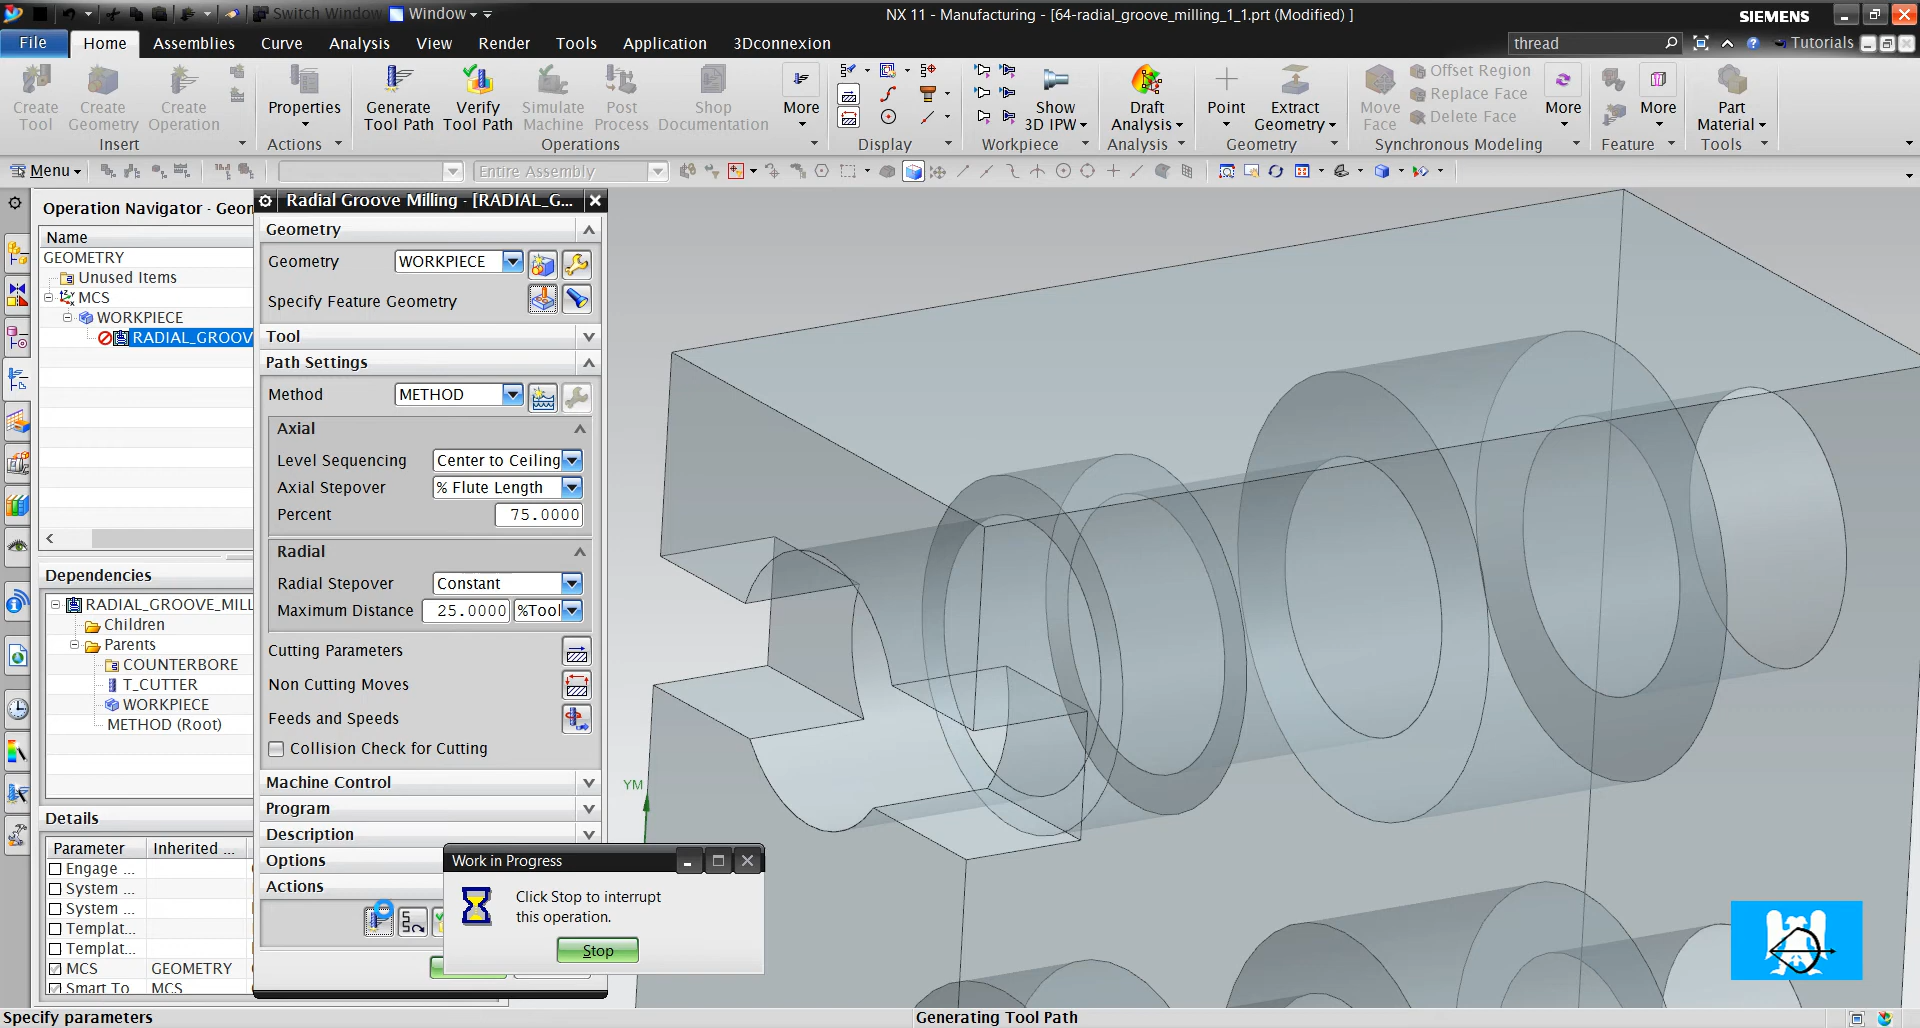 Switch Window
Window
NX 11 - Manufacturing - [64-radial_groove_milling_1_1.prt (Modified) ]
SIEMENS
File
Home
Assemblies
Curve
Analysis
View
Render
Tools
Application
3Dconnexion
thread
Tutorials
Create Tool
Create Geometry
Create Operation
Insert
Properties
Actions
Generate Tool Path
Verify Tool Path
Simulate Machine
Post Process
Shop Documentation
More
Operations
Display
Show 3D IPW
Workpiece
Draft Analysis
Analysis
Point
Extract Geometry
Geometry
Move Face
Offset Region
Replace Face
Delete Face
More
Synchronous Modeling
More
Feature
Part Material
Tools
Menu
Entire Assembly
Operation Navigator - Geon
Name
GEOMETRY
Unused Items
MCS
WORKPIECE
RADIAL_GROOV
Dependencies
RADIAL_GROOVE_MILL
Children
Parents
COUNTERBORE
T_CUTTER
WORKPIECE
METHOD (Root)
Details
Parameter
Inherited ...
Engage ...
System ...
System ...
Templat...
Templat...
MCS
GEOMETRY
Smart To
MCS
Radial Groove Milling - [RADIAL_G...
Geometry
Geometry
WORKPIECE
Specify Feature Geometry
Tool
Path Settings
Method
METHOD
Axial
Level Sequencing
Center to Ceiling
Axial Stepover
% Flute Length
Percent
75.0000
Radial
Radial Stepover
Constant
Maximum Distance
25.0000
%Tool
Cutting Parameters
Non Cutting Moves
Feeds and Speeds
Collision Check for Cutting
Machine Control
Program
Description
Options
Actions
Work in Progress
Click Stop to interrupt
this operation.
Stop
YM
Specify parameters
Generating Tool Path